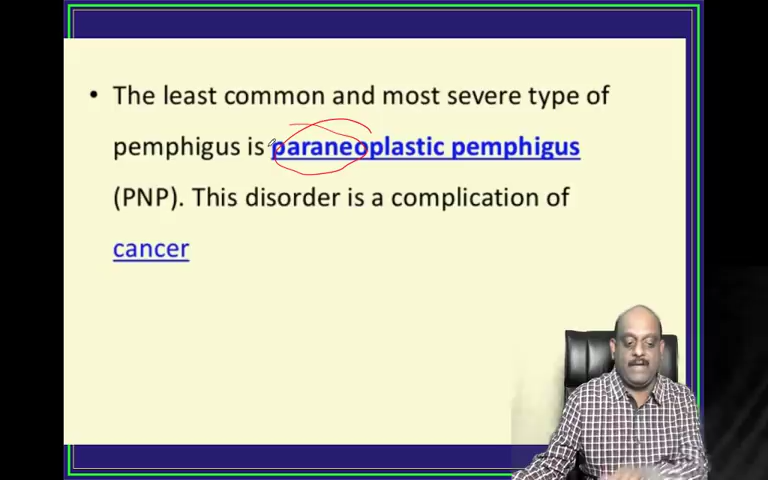 • The least common and most severe type of
pemphigus is paraneoplastic pemphigus
(PNP). This disorder is a complication of
cancer